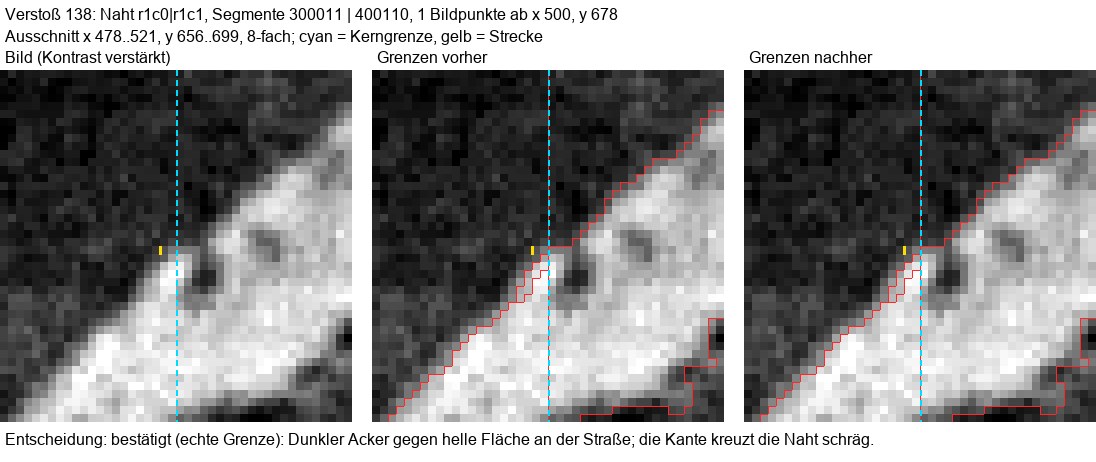 Verstoß 138: Naht r1c0|r1c1, Segmente 300011 | 400110, 1 Bildpunkte ab x 500, y 678
Ausschnitt x 478..521, y 656..699, 8-fach; cyan = Kerngrenze, gelb = Strecke
Bild (Kontrast verstärkt) Grenzen vorher Grenzen nachher
Entscheidung: bestätigt (echte Grenze): Dunkler Acker gegen helle Fläche an der Straße; die Kante kreuzt die Naht schräg.